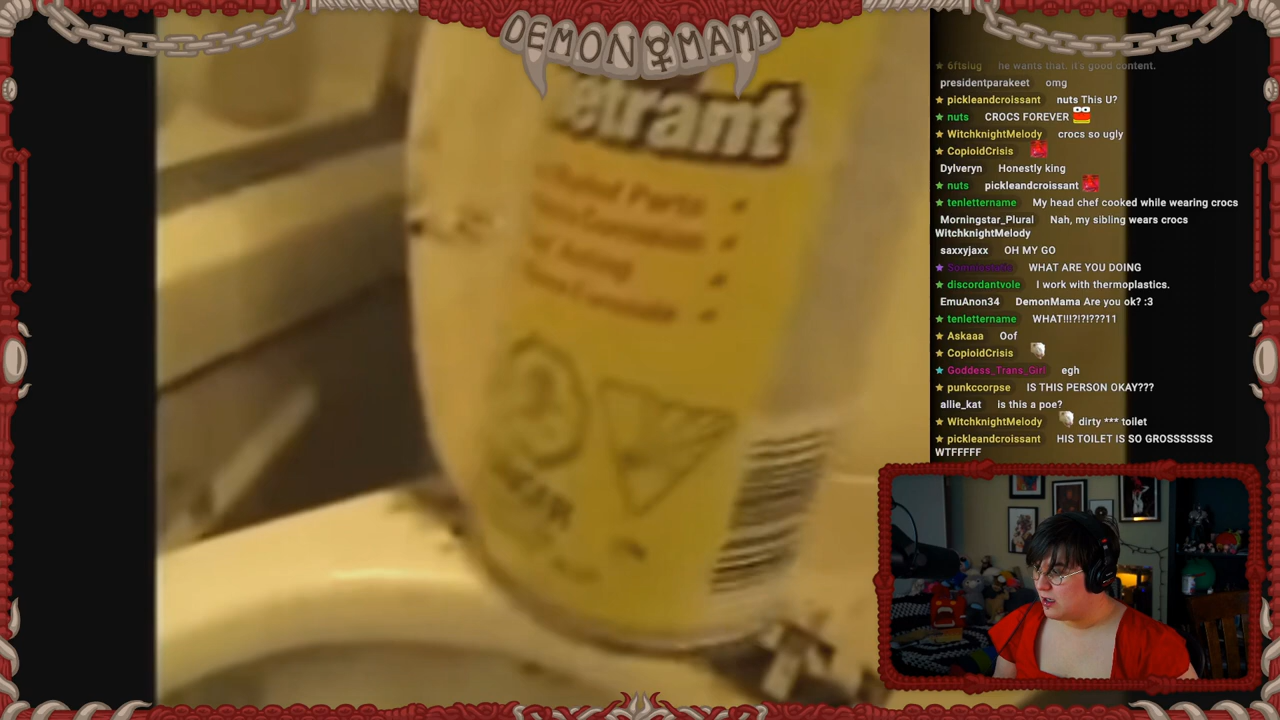 DEMON MAMA
etrant
6ftslug he wants that. it's good content.
presidentparakeet omg
pickleandcroissant nuts This U?
nuts CROCS FOREVER
WitchknightMelody crocs so ugly
CopioidCrisis
Dylveryn Honestly king
nuts pickleandcroissant
tenlettername My head chef cooked while wearing crocs
Morningstar_Plural Nah, my sibling wears crocs
WitchknightMelody
saxxyjaxx OH MY GO
WHAT ARE YOU DOING
discordantvole I work with thermoplastics.
EmuAnon34 DemonMama Are you ok? :3
tenlettername WHAT!!!?!?!???11
Askaaa Oof
CopioidCrisis
Goddess_Trans_Girl egh
punkccorpse IS THIS PERSON OKAY???
allie_kat is this a poe?
WitchknightMelody dirty *** toilet
pickleandcroissant HIS TOILET IS SO GROSSSSSSS
WTFFFFF